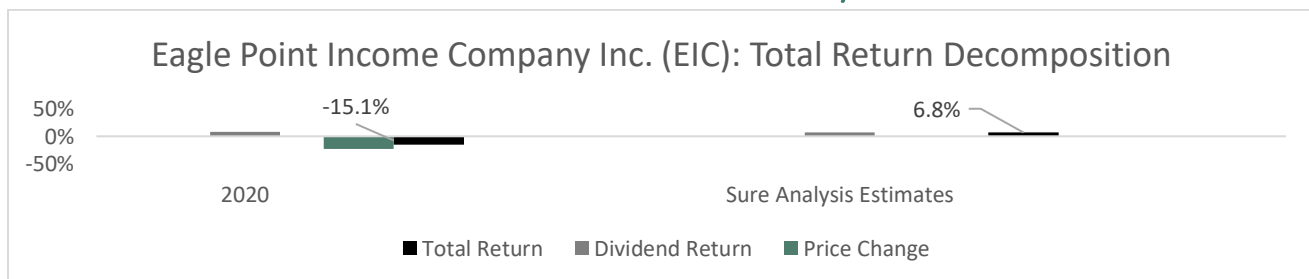 Eagle Point Income Company Inc. (EIC): Total Return Decomposition
-15.1%
6.8%
50%
0%
-50%
2020
Sure Analysis Estimates
Total Return
Dividend Return
Price Change